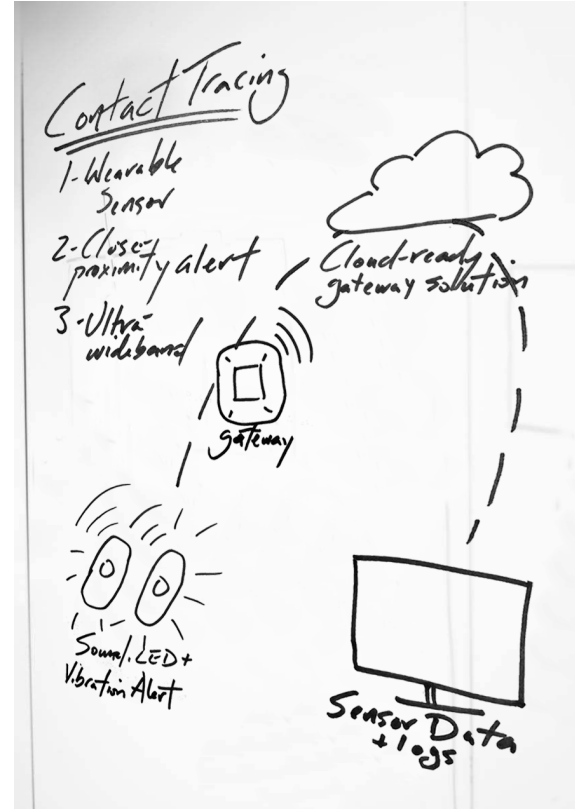 Contact Tracing
1-Wearable
Sensor
2-Close-
proximity alert
3-Ultra-
wideband
Cloud-ready
gateway solution
gateway
Sound, LED +
Vibration Alert
Sensor Data
+ logs